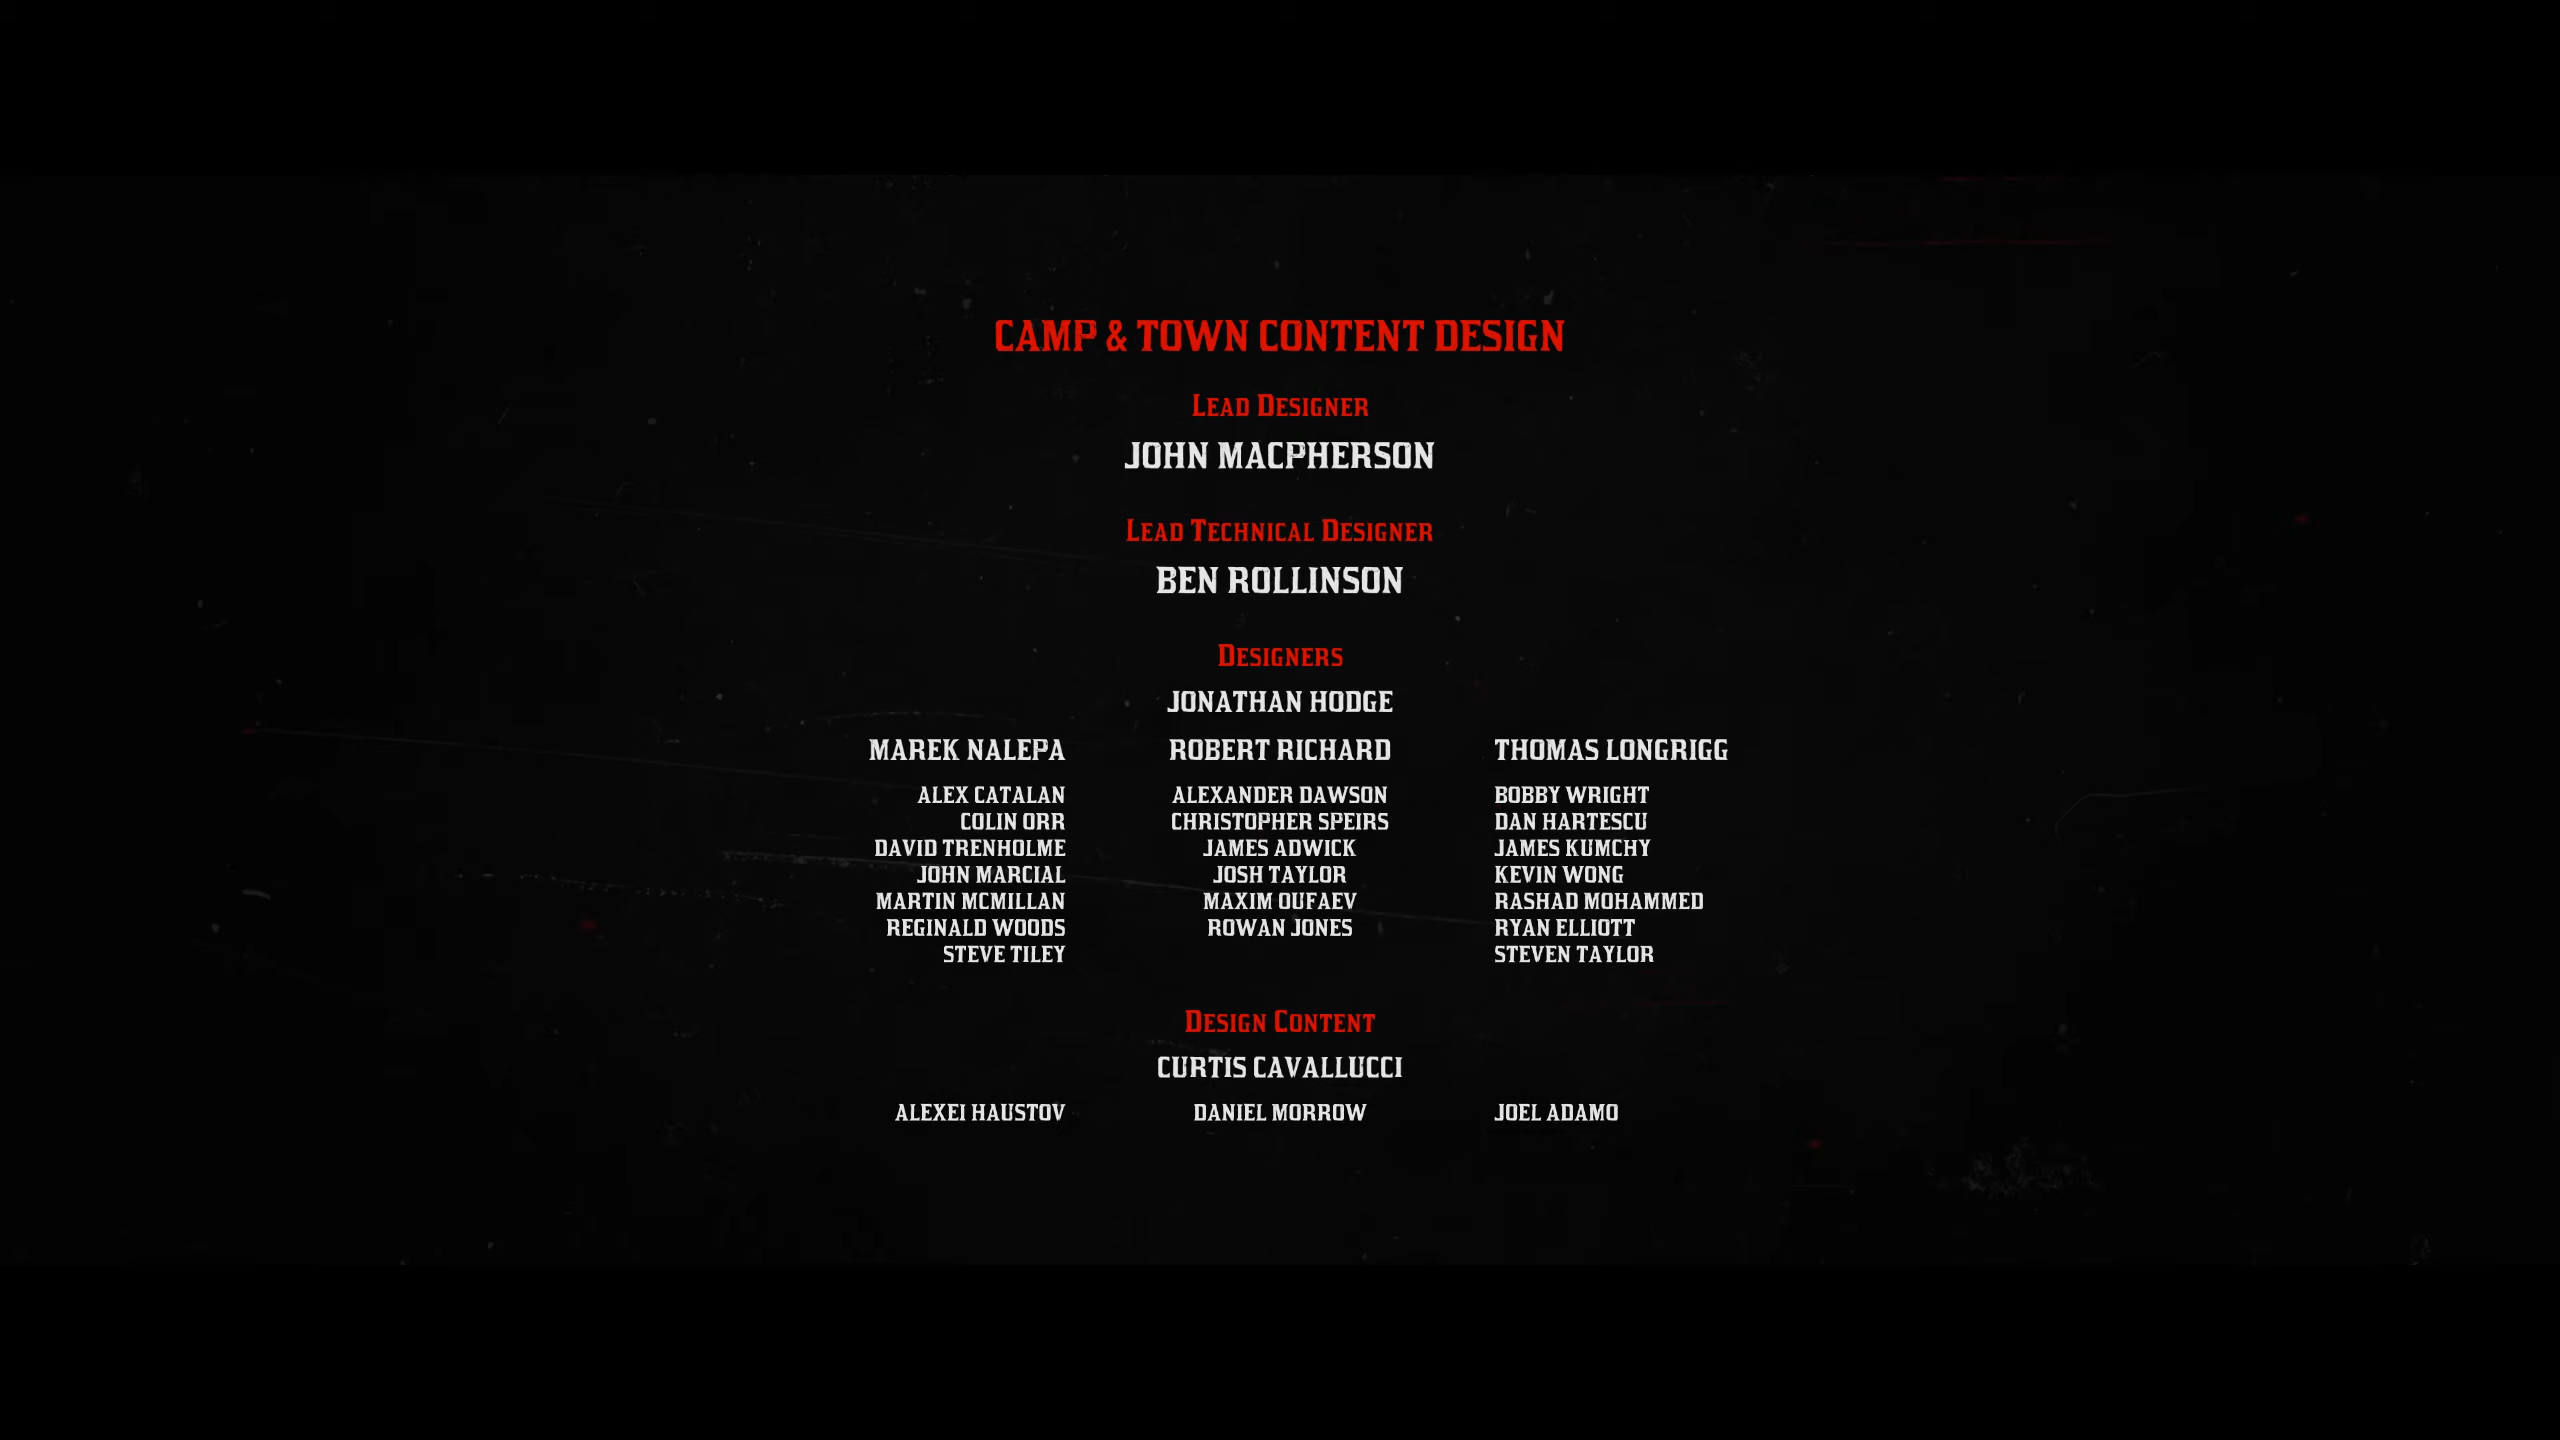 CAMP & TOWN CONTENT DESIGN
LEAD DESIGNER
JOHN MACPHERSON
LEAD TECHNICAL DESIGNER
BEN ROLLINSON
DESIGNERS
JONATHAN HODGE
MAREK NALEPA ROBERT RICHARD THOMAS LONGRIGG
ALEX CATALAN ALEXANDER DAWSON BOBBY WRIGHT
COLIN ORR CHRISTOPHER SPEIRS DAN HARTESCU
DAVID TRENHOLME JAMES ADWICK JAMES KUMCHY
JOHN MARCIAL JOSH TAYLOR KEVIN WONG
MARTIN MCMILLAN MAXIM OUFAEV RASHAD MOHAMMED
REGINALD WOODS ROWAN JONES RYAN ELLIOTT
STEVE TILEY STEVEN TAYLOR
DESIGN CONTENT
CURTIS CAVALLUCCI
ALEXEI HAUSTOV DANIEL MORROW JOEL ADAMO